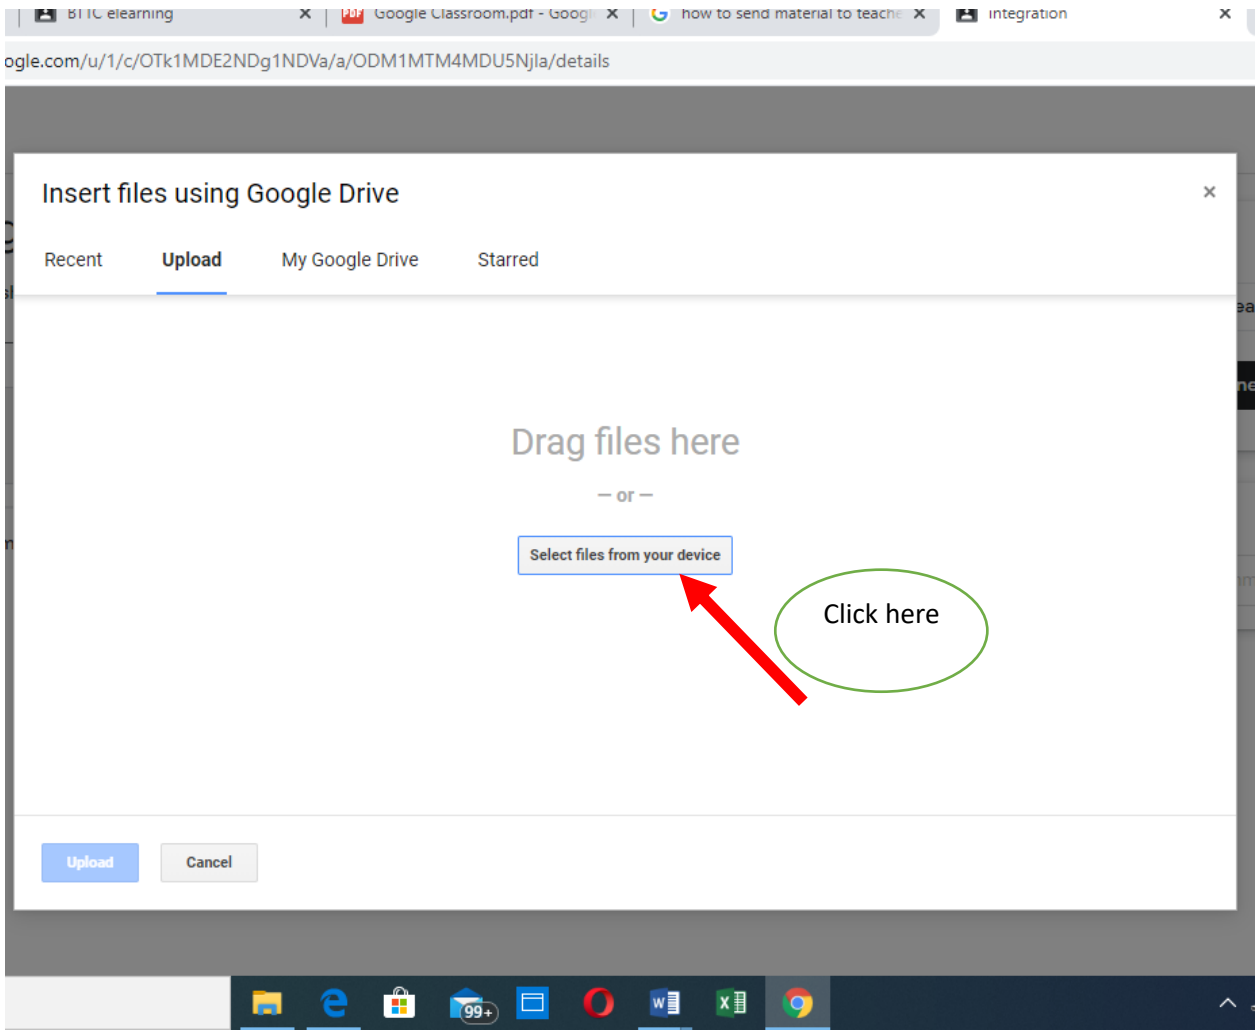 BTTC elearning
PDF Google Classroom.pdf - Googl
how to send material to teache
integration
ogle.com/u/1/c/OTk1MDE2NDg1NDVa/a/ODM1MTM4MDU5Njla/details
Insert files using Google Drive
Recent Upload My Google Drive Starred
Drag files here
— or —
Select files from your device
Click here
Upload Cancel
99+